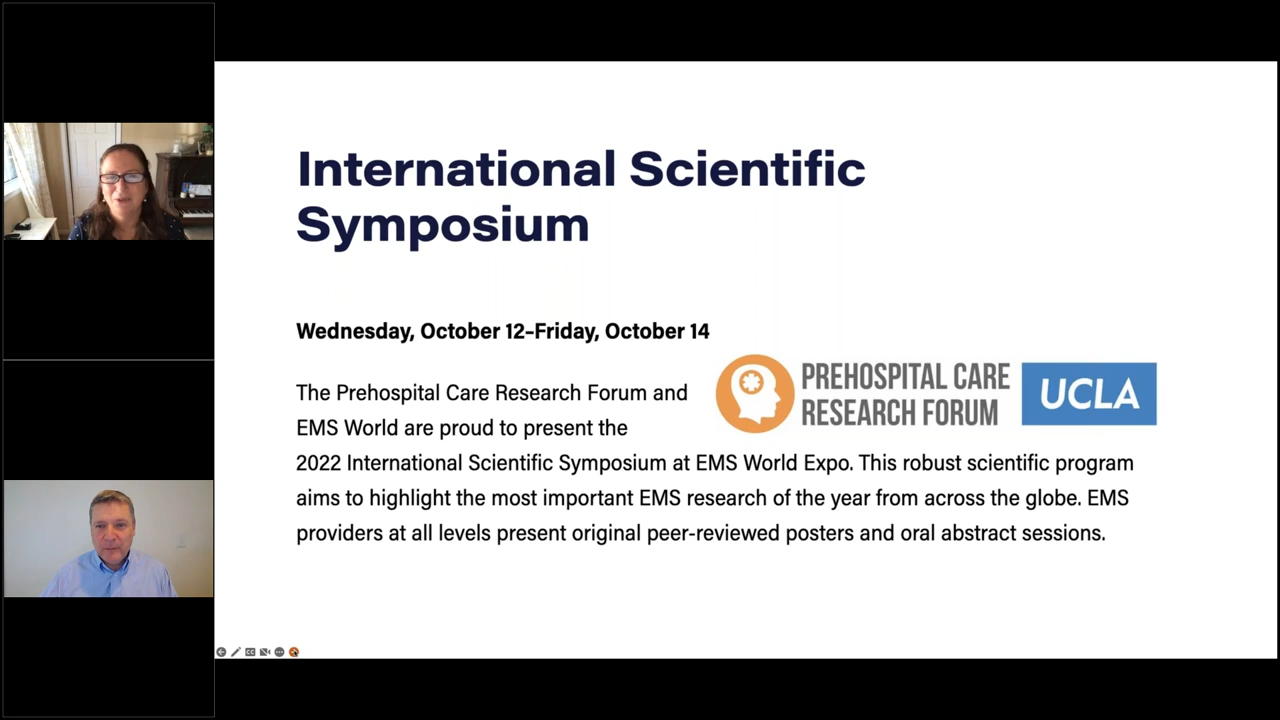 International Scientific
Symposium
Wednesday, October 12–Friday, October 14
The Prehospital Care Research Forum and
EMS World are proud to present the
PREHOSPITAL CARE
RESEARCH FORUM
UCLA
2022 International Scientific Symposium at EMS World Expo. This robust scientific program
aims to highlight the most important EMS research of the year from across the globe. EMS
providers at all levels present original peer-reviewed posters and oral abstract sessions.